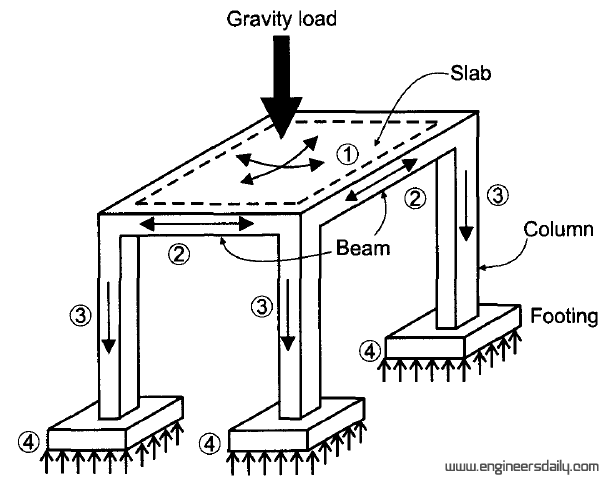 Gravity load
Slab
①
③
②
Column
②
Beam
③
③
Footing
④
④
④
www.engineersdaily.com